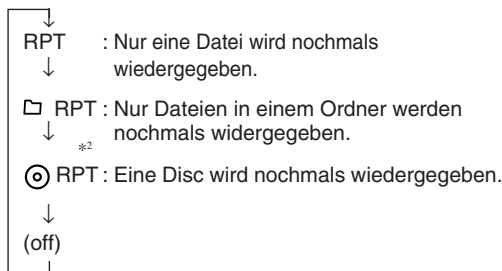 RPT : Nur eine Datei wird nochmals
wiedergegeben.
RPT : Nur Dateien in einem Ordner werden
*2 nochmals widergegeben.
RPT : Eine Disc wird nochmals wiedergegeben.
(off)